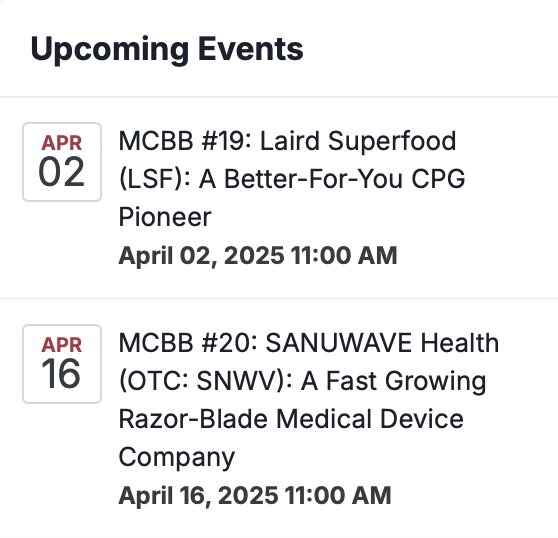 Upcoming Events
APR
02
MCBB #19: Laird Superfood
(LSF): A Better-For-You CPG
Pioneer
April 02, 2025 11:00 AM
APR
16
MCBB #20: SANUWAVE Health
(OTC: SNWV): A Fast Growing
Razor-Blade Medical Device
Company
April 16, 2025 11:00 AM